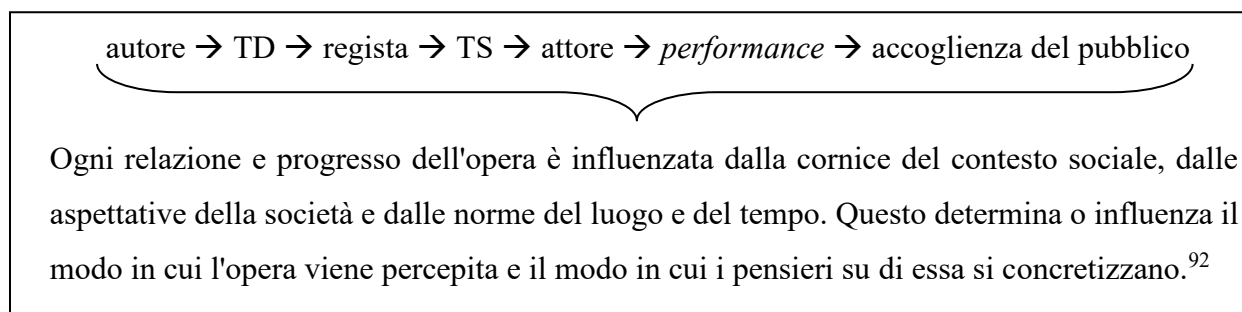 autore → TD → regista → TS → attore → performance → accoglienza del pubblico
Ogni relazione e progresso dell'opera è influenzata dalla cornice del contesto sociale, dalle
aspettative della società e dalle norme del luogo e del tempo. Questo determina o influenza il
modo in cui l'opera viene percepita e il modo in cui i pensieri su di essa si concretizzano.92